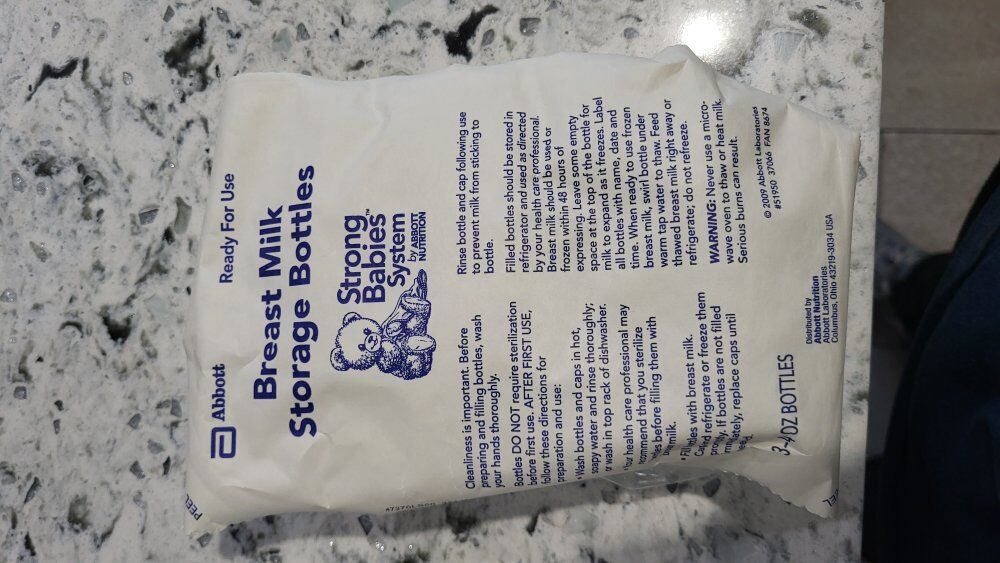 Abbott
Ready For Use
Breast Milk
Storage Bottles
Strong
Babies™
System
by ABBOTT
NUTRITION
Cleanliness is important. Before
preparing and filling bottles, wash
your hands thoroughly.
Bottles DO NOT require sterilization
before first use. AFTER FIRST USE,
follow these directions for
preparation and use:
• Wash bottles and caps in hot,
soapy water and rinse thoroughly;
or wash in top rack of dishwasher.
health care professional may
recommend that you sterilize
before filling them with
milk.
with breast milk.
refrigerate or freeze them
If bottles are not filled
replace caps until
3-4 OZ BOTTLES
Rinse bottle and cap following use
to prevent milk from sticking to
bottle.
Filled bottles should be stored in
refrigerator and used as directed
by your health care professional.
Breast milk should be used or
frozen within 48 hours of
expressing. Leave some empty
space at the top of the bottle for
milk to expand as it freezes. Label
all bottles with name, date and
time. When ready to use frozen
breast milk, swirl bottle under
warm tap water to thaw. Feed
thawed breast milk right away or
refrigerate; do not refreeze.
WARNING: Never use a micro-
wave oven to thaw or heat milk.
Serious burns can result.
© 2009 Abbott Laboratories
#51950 37066 FAN 8674
Distributed by
Abbott Nutrition
Abbott Laboratories
Columbus, Ohio 43219-3034 USA
PEEL